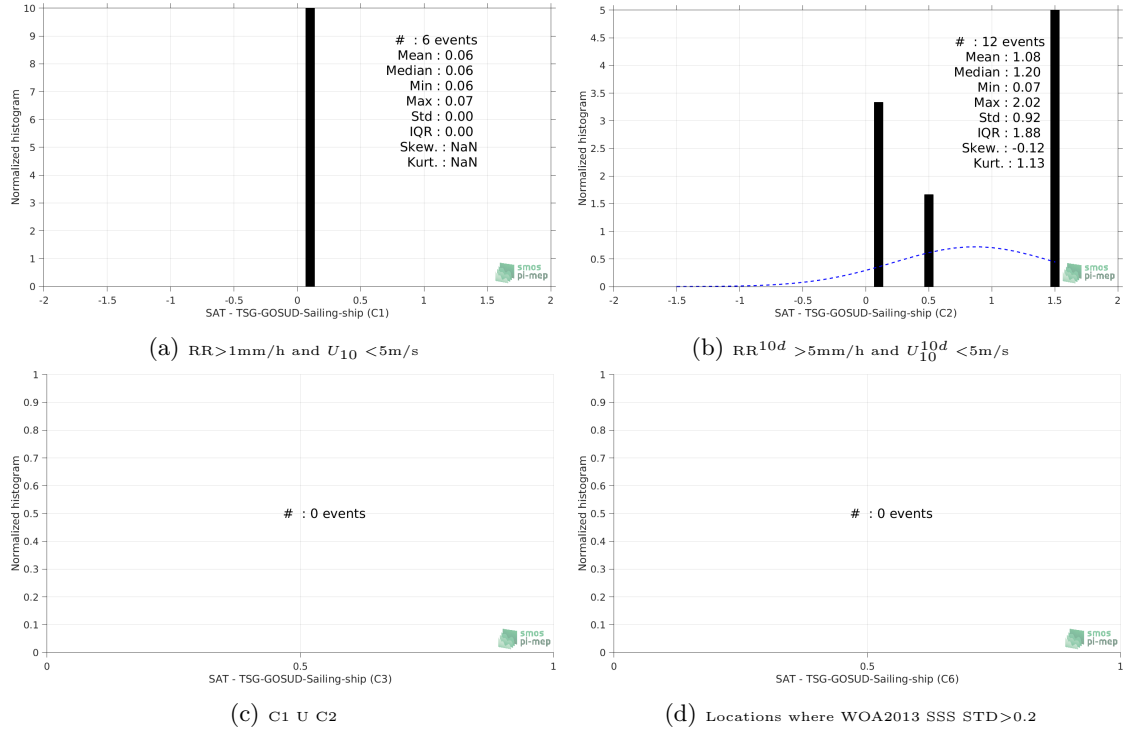 10
9
8
7
6
5
4
3
2
1
0
Normalized histogram
# : 6 events
Mean : 0.06
Median : 0.06
Min : 0.06
Max : 0.07
Std : 0.00
IQR : 0.00
Skew. : NaN
Kurt. : NaN
smos
pi-mep
-2 -1.5 -1 -0.5 0 0.5 1 1.5 2
SAT - TSG-GOSUD-Sailing-ship (C1)
(a) RR>1mm/h and U10 <5m/s
5
4.5
4
3.5
3
2.5
2
1.5
1
0.5
0
Normalized histogram
# : 12 events
Mean : 1.08
Median : 1.20
Min : 0.07
Max : 2.02
Std : 0.92
IQR : 1.88
Skew. : -0.12
Kurt. : 1.13
smos
pi-mep
-2 -1.5 -1 -0.5 0 0.5 1 1.5 2
SAT - TSG-GOSUD-Sailing-ship (C2)
(b) RR10d >5mm/h and U10d10 <5m/s
1
0.9
0.8
0.7
0.6
0.5
0.4
0.3
0.2
0.1
0
Normalized histogram
# : 0 events
smos
pi-mep
0 0.5 1
SAT - TSG-GOSUD-Sailing-ship (C3)
(c) C1 U C2
1
0.9
0.8
0.7
0.6
0.5
0.4
0.3
0.2
0.1
0
Normalized histogram
# : 0 events
smos
pi-mep
0 0.5 1
SAT - TSG-GOSUD-Sailing-ship (C6)
(d) Locations where WOA2013 SSS STD>0.2